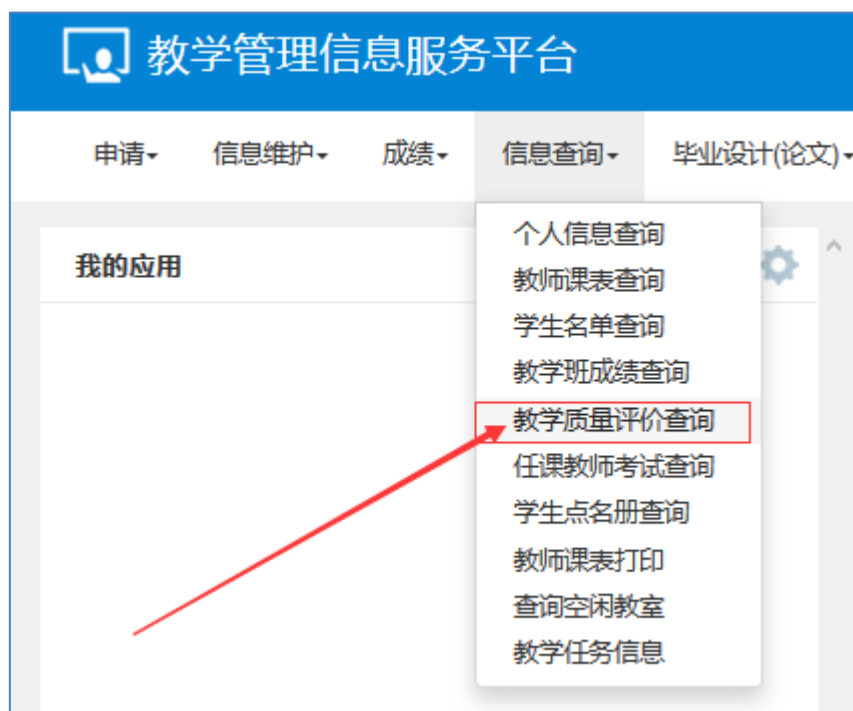 教学管理信息服务平台
申请 信息维护 成绩 信息查询 毕业设计(论文)
我的应用
个人信息查询
教师课表查询
学生名单查询
教学班成绩查询
教学质量评价查询
任课教师考试查询
学生点名册查询
教师课表打印
查询空闲教室
教学任务信息